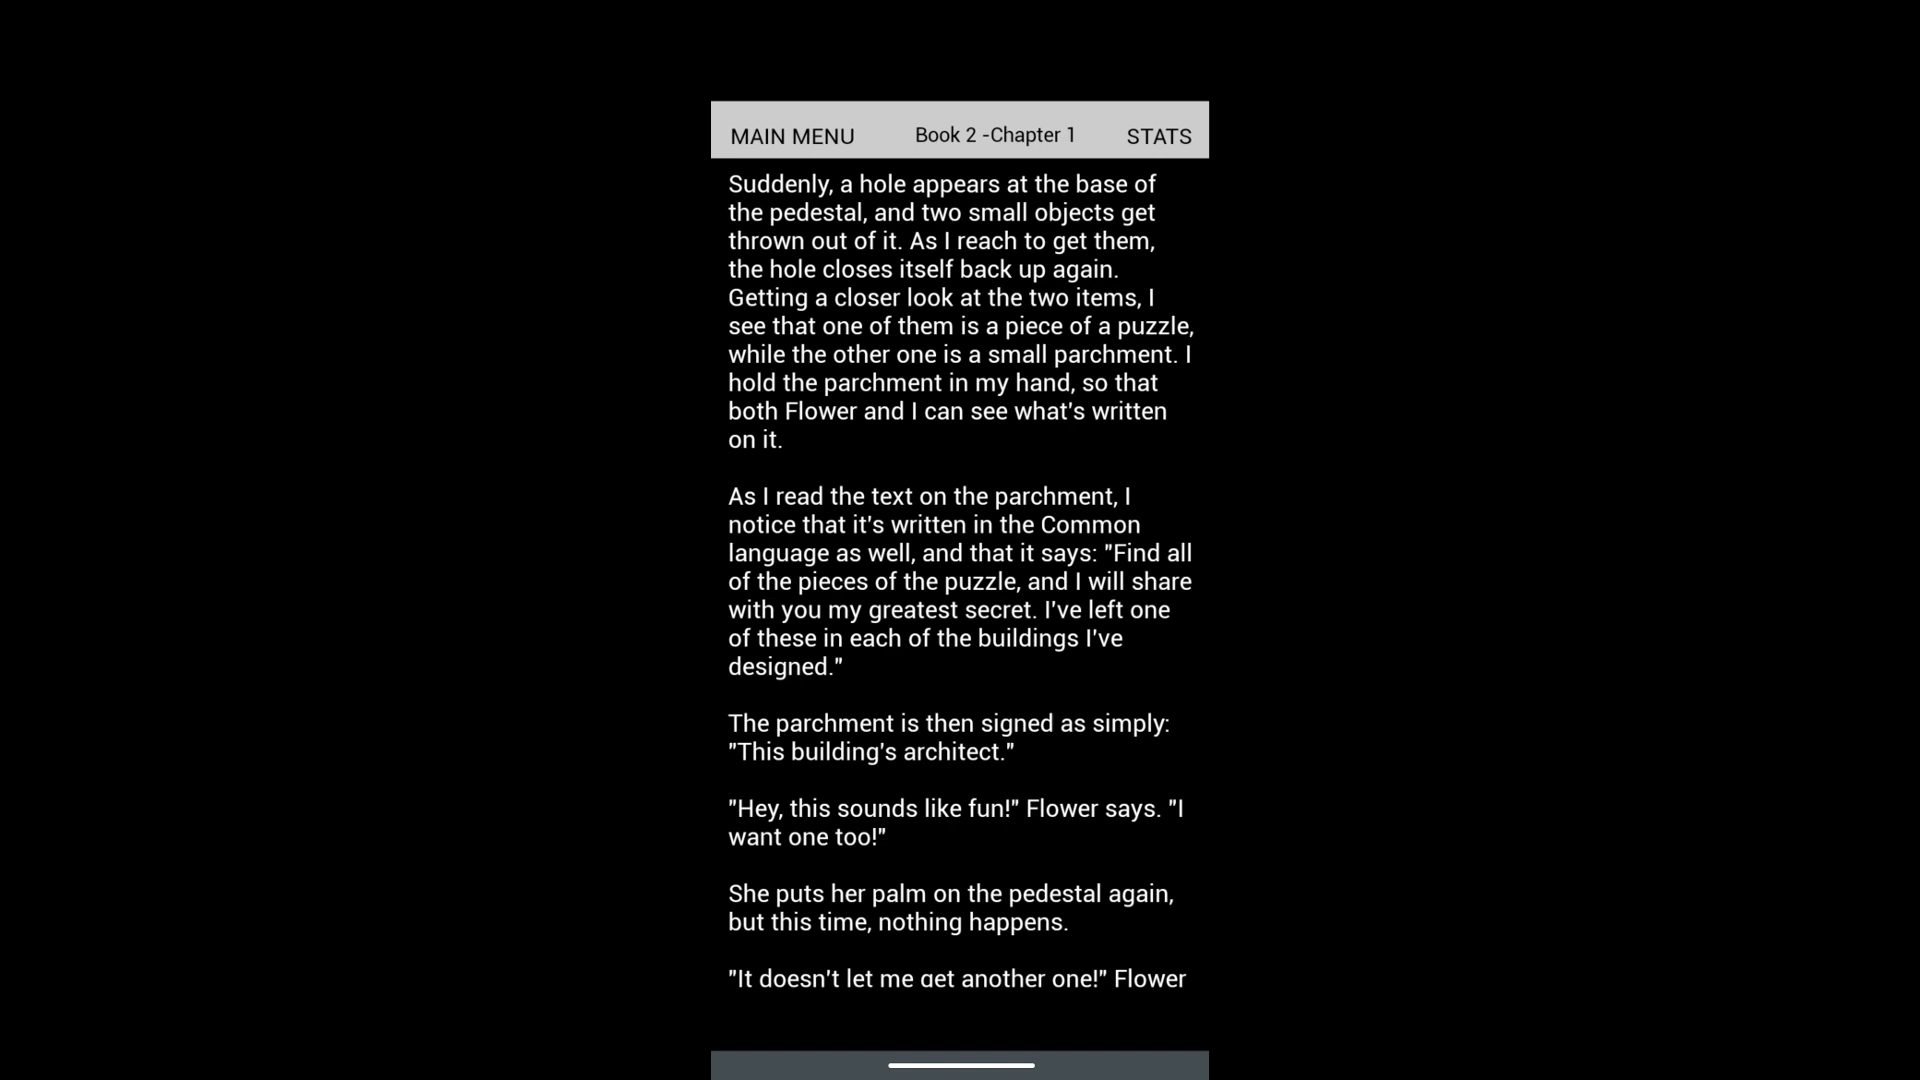 MAIN MENU
Book 2 -Chapter 1
STATS
Suddenly, a hole appears at the base of
the pedestal, and two small objects get
thrown out of it. As I reach to get them,
the hole closes itself back up again.
Getting a closer look at the two items, I
see that one of them is a piece of a puzzle,
while the other one is a small parchment. I
hold the parchment in my hand, so that
both Flower and I can see what's written
on it.
As I read the text on the parchment, I
notice that it's written in the Common
language as well, and that it says: "Find all
of the pieces of the puzzle, and I will share
with you my greatest secret. I've left one
of these in each of the buildings I've
designed."
The parchment is then signed as simply:
"This building's architect."
"Hey, this sounds like fun!" Flower says. "I
want one too!"
She puts her palm on the pedestal again,
but this time, nothing happens.
"It doesn't let me get another one!" Flower